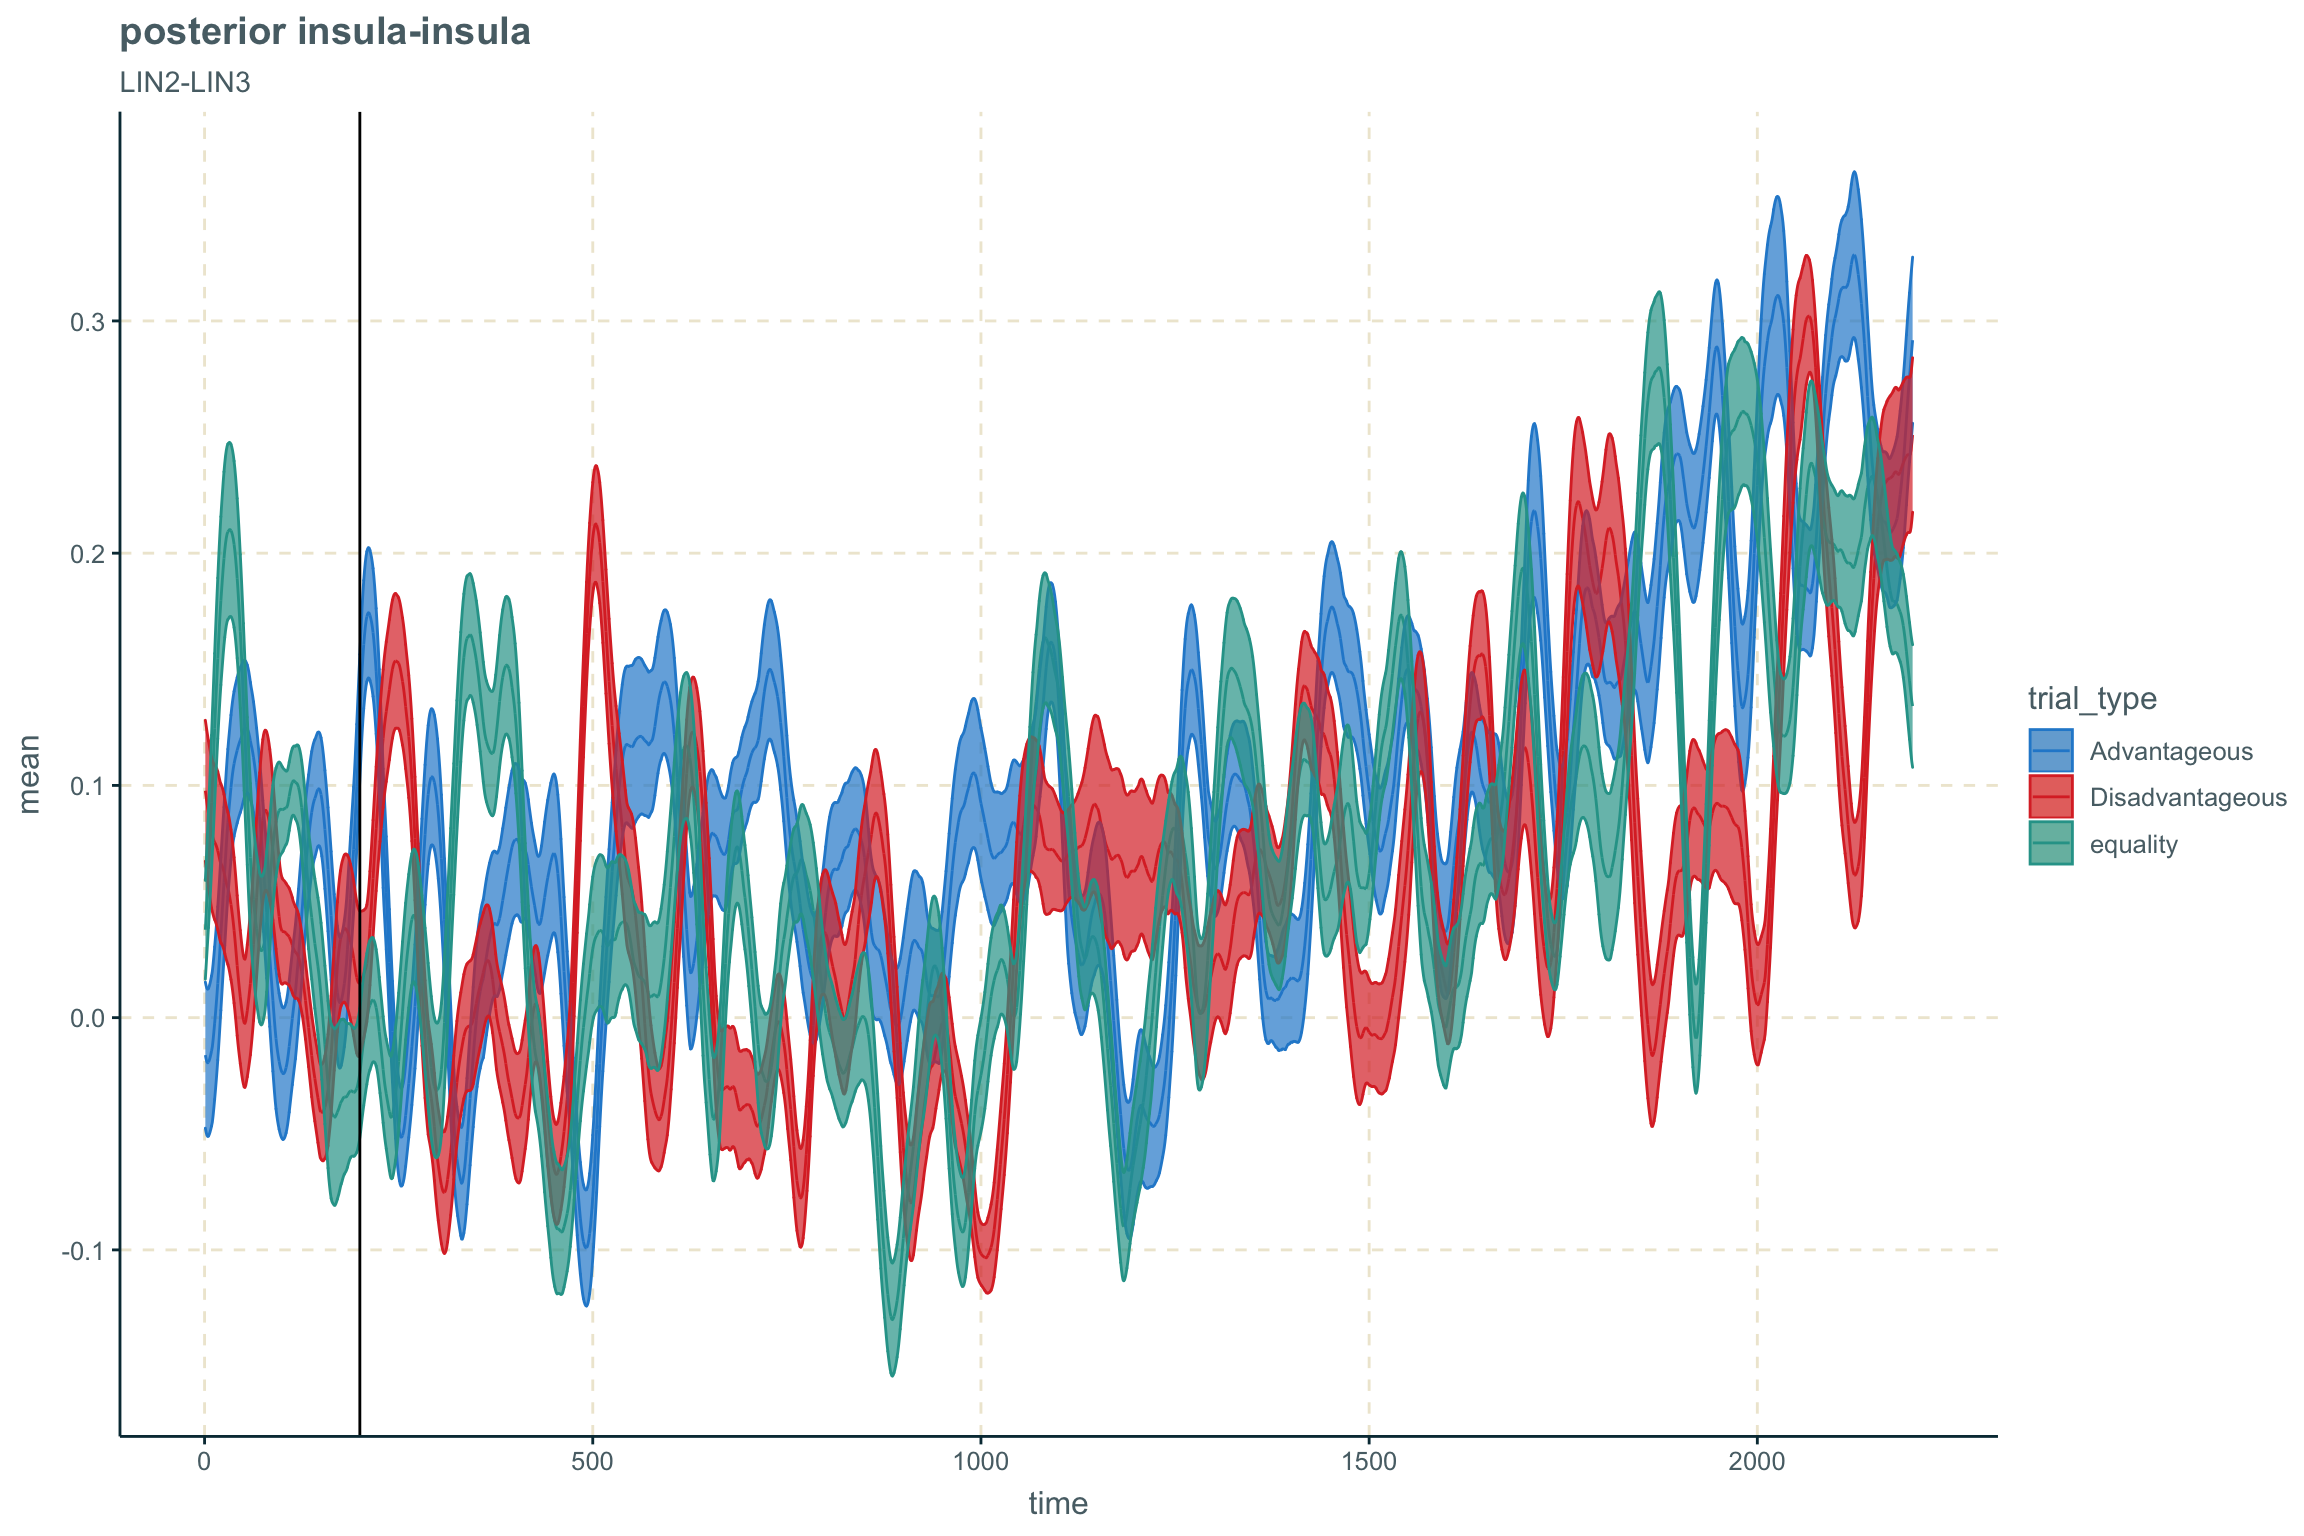 posterior insula-insula
LIN2-LIN3
mean
0.3
0.2
0.1
0.0
-0.1
0
500
1000
1500
2000
time
trial_type
Advantageous
Disadvantageous
equality